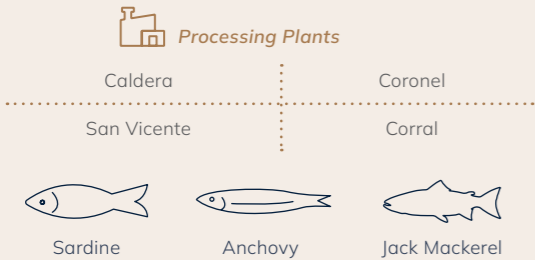 Processing Plants
Caldera Coronel
San Vicente Corral
Sardine Anchovy Jack Mackerel